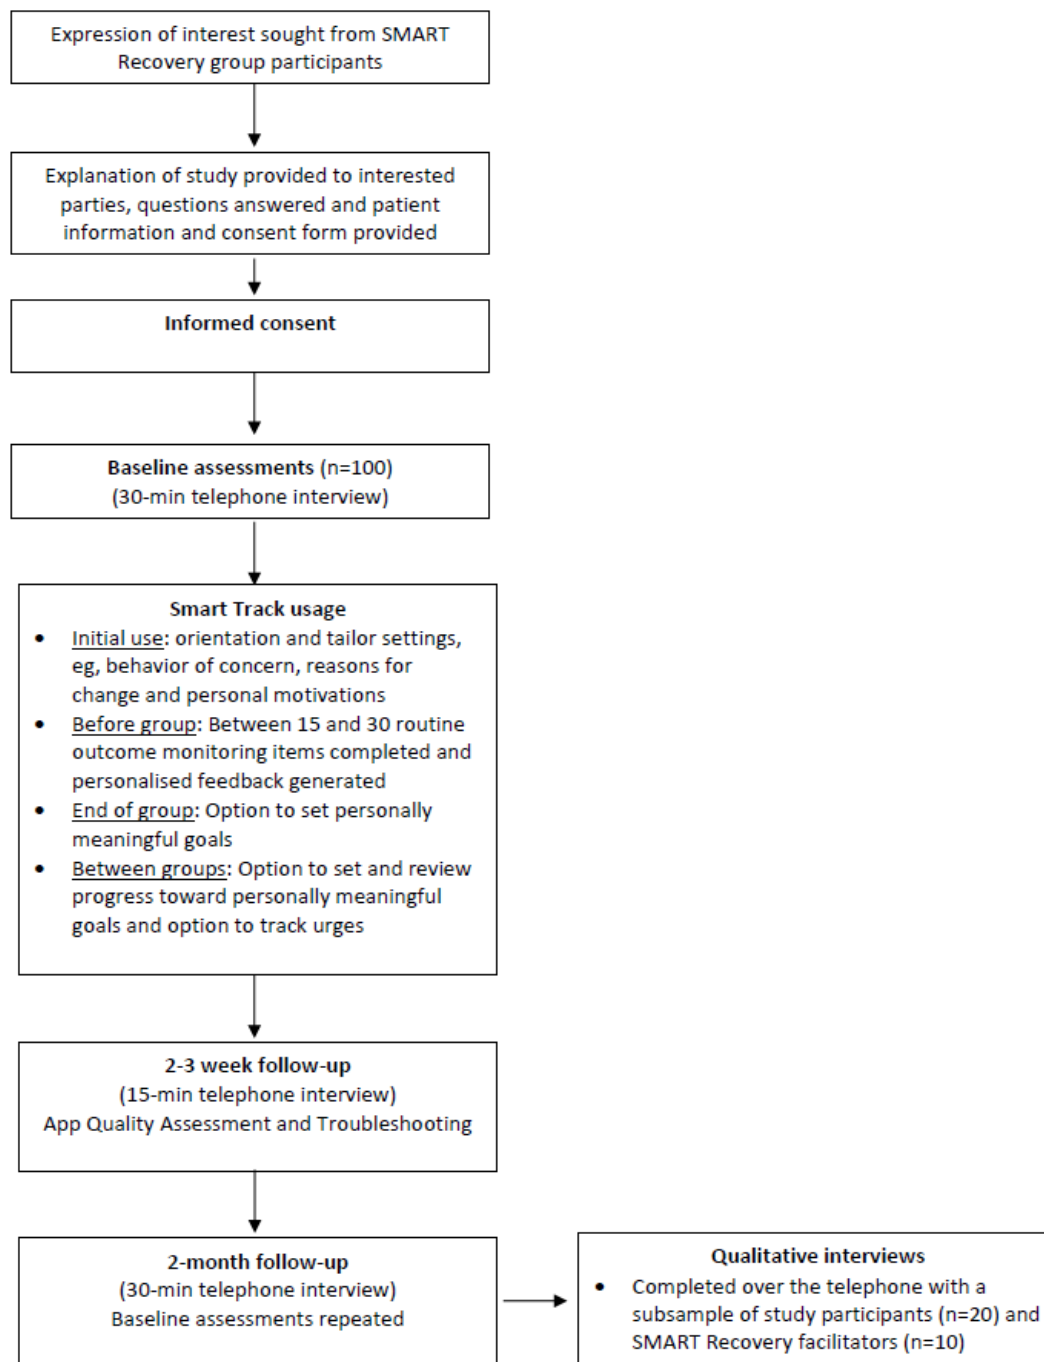 Expression of interest sought from SMART
Recovery group participants
Explanation of study provided to interested
parties, questions answered and patient
information and consent form provided
Informed consent
Baseline assessments (n=100)
(30-min telephone interview)
Smart Track usage
• Initial use: orientation and tailor settings,
eg, behavior of concern, reasons for
change and personal motivations
• Before group: Between 15 and 30 routine
outcome monitoring items completed and
personalised feedback generated
• End of group: Option to set personally
meaningful goals
• Between groups: Option to set and review
progress toward personally meaningful
goals and option to track urges
2-3 week follow-up
(15-min telephone interview)
App Quality Assessment and Troubleshooting
2-month follow-up
(30-min telephone interview)
Baseline assessments repeated
Qualitative interviews
• Completed over the telephone with a
subsample of study participants (n=20) and
SMART Recovery facilitators (n=10)